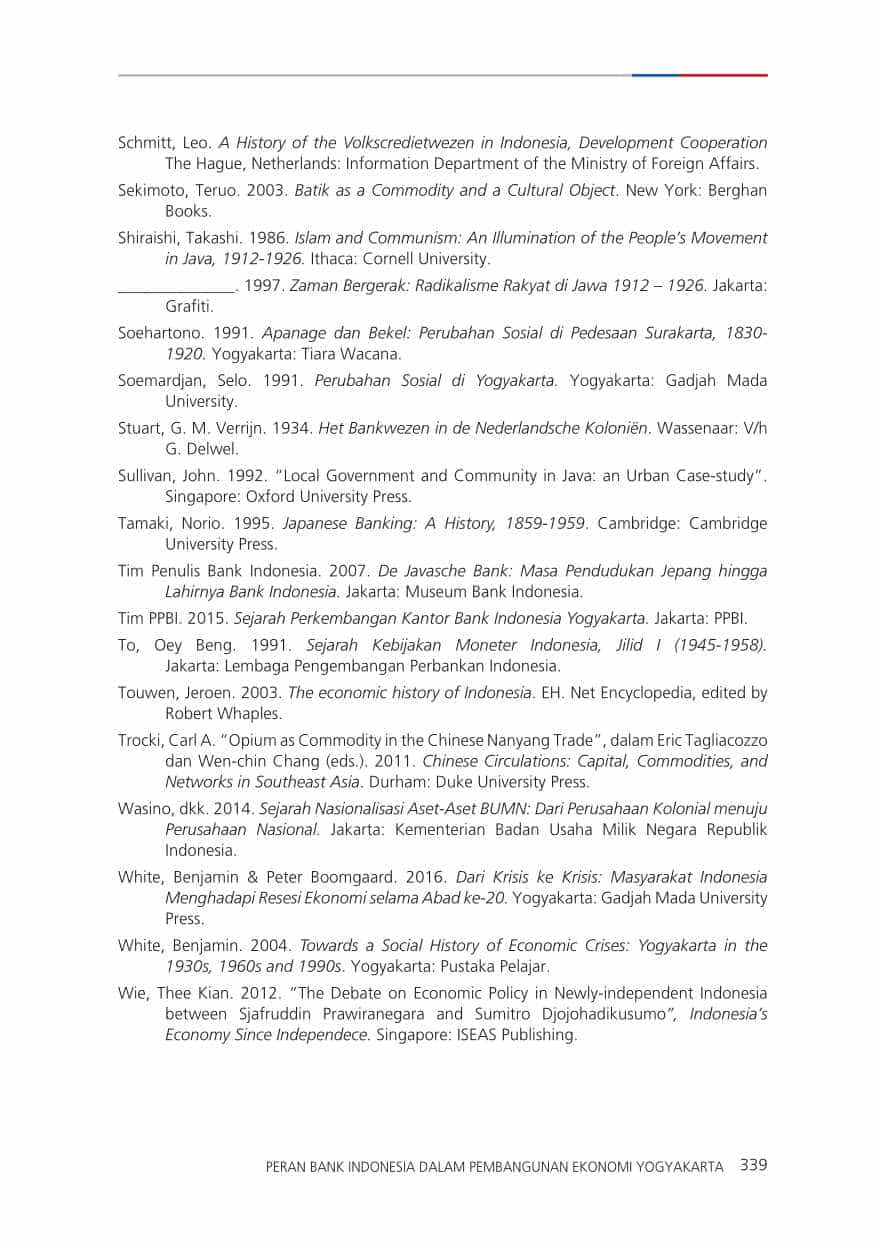 Schmitt, Leo. A History of the Volkscredietwezen in Indonesia, Development Cooperation
The Hague, Netherlands: Information Department of the Ministry of Foreign Affairs.
Sekimoto, Teruo. 2003. Batik as a Commodity and a Cultural Object. New York: Berghan
Books.
Shiraishi, Takashi. 1986. Islam and Communism: An Illumination of the People’s Movement
in Java, 1912-1926. Ithaca: Cornell University.
______________. 1997. Zaman Bergerak: Radikalisme Rakyat di Jawa 1912 – 1926. Jakarta:
Grafiti.
Soehartono. 1991. Apanage dan Bekel: Perubahan Sosial di Pedesaan Surakarta, 1830-
1920. Yogyakarta: Tiara Wacana.
Soemardjan, Selo. 1991. Perubahan Sosial di Yogyakarta. Yogyakarta: Gadjah Mada
University.
Stuart, G. M. Verrijn. 1934. Het Bankwezen in de Nederlandsche Koloniën. Wassenaar: V/h
G. Delwel.
Sullivan, John. 1992. “Local Government and Community in Java: an Urban Case-study”.
Singapore: Oxford University Press.
Tamaki, Norio. 1995. Japanese Banking: A History, 1859-1959. Cambridge: Cambridge
University Press.
Tim Penulis Bank Indonesia. 2007. De Javasche Bank: Masa Pendudukan Jepang hingga
Lahirnya Bank Indonesia. Jakarta: Museum Bank Indonesia.
Tim PPBI. 2015. Sejarah Perkembangan Kantor Bank Indonesia Yogyakarta. Jakarta: PPBI.
To, Oey Beng. 1991. Sejarah Kebijakan Moneter Indonesia, Jilid I (1945-1958).
Jakarta: Lembaga Pengembangan Perbankan Indonesia.
Touwen, Jeroen. 2003. The economic history of Indonesia. EH. Net Encyclopedia, edited by
Robert Whaples.
Trocki, Carl A. “Opium as Commodity in the Chinese Nanyang Trade”, dalam Eric Tagliacozzo
dan Wen-chin Chang (eds.). 2011. Chinese Circulations: Capital, Commodities, and
Networks in Southeast Asia. Durham: Duke University Press.
Wasino, dkk. 2014. Sejarah Nasionalisasi Aset-Aset BUMN: Dari Perusahaan Kolonial menuju
Perusahaan Nasional. Jakarta: Kementerian Badan Usaha Milik Negara Republik
Indonesia.
White, Benjamin & Peter Boomgaard. 2016. Dari Krisis ke Krisis: Masyarakat Indonesia
Menghadapi Resesi Ekonomi selama Abad ke-20. Yogyakarta: Gadjah Mada University
Press.
White, Benjamin. 2004. Towards a Social History of Economic Crises: Yogyakarta in the
1930s, 1960s and 1990s. Yogyakarta: Pustaka Pelajar.
Wie, Thee Kian. 2012. “The Debate on Economic Policy in Newly-independent Indonesia
between Sjafruddin Prawiranegara and Sumitro Djojohadikusumo”, Indonesia’s
Economy Since Independece. Singapore: ISEAS Publishing.
PERAN BANK INDONESIA DALAM PEMBANGUNAN EKONOMI YOGYAKARTA 339